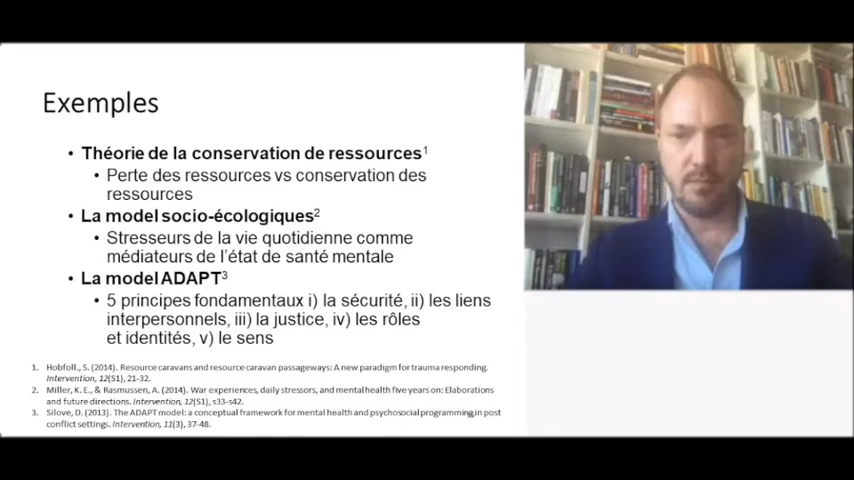 Exemples
• Théorie de la conservation de ressources1
• Perte des ressources vs conservation des
ressources
• La model socio-écologiques2
• Stresseurs de la vie quotidienne comme
médiateurs de l'état de santé mentale
• La model ADAPT3
• 5 principes fondamentaux i) la sécurité, ii) les liens
interpersonnels, iii) la justice, iv) les rôles
et identités, v) le sens
1. Hobfoll., S. (2014). Resource caravans and resource caravan passageways: A new paradigm for trauma responding.
Intervention, 12(S1), 21-32.
2. Miller, K. E., & Rasmussen, A. (2014). War experiences, daily stressors, and mental health five years on: Elaborations
and future directions. Intervention, 12(S1), s33-s42.
3. Silove, D. (2013). The ADAPT model: a conceptual framework for mental health and psychosocial programming in post
conflict settings. Intervention, 11(3), 37-48.